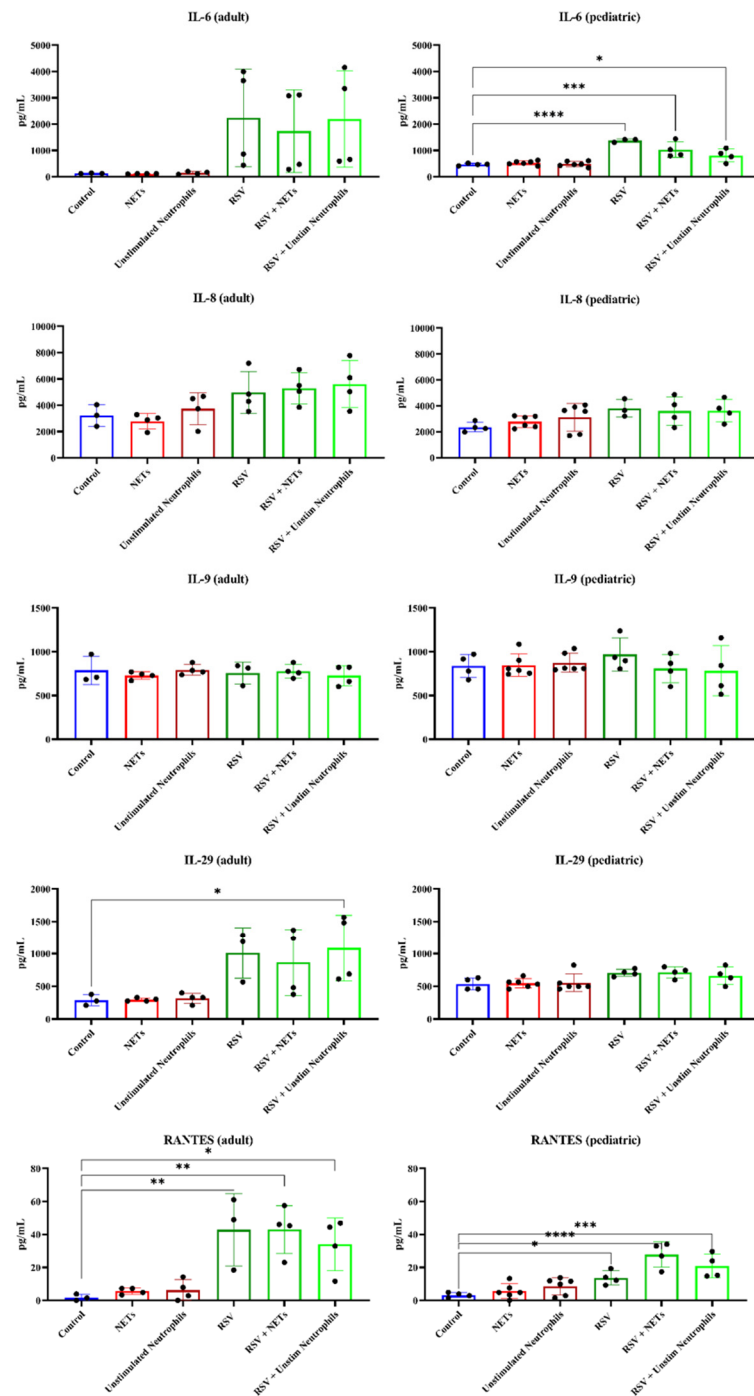 IL-6 (adult)
5000
4000
3000
2000
1000
0
pg/mL
Control
NETs
Unstimulated Neutrophils
RSV
RSV + NETs
RSV + Unstim Neutrophils
IL-6 (pediatric)
5000
4000
3000
2000
1000
0
pg/mL
*
***
****
Control
NETs
Unstimulated Neutrophils
RSV
RSV + NETs
RSV + Unstim Neutrophils
IL-8 (adult)
10000
8000
6000
4000
2000
0
pg/mL
Control
NETs
Unstimulated Neutrophils
RSV
RSV + NETs
RSV + Unstim Neutrophils
IL-8 (pediatric)
10000
8000
6000
4000
2000
0
pg/mL
Control
NETs
Unstimulated Neutrophils
RSV
RSV + NETs
RSV + Unstim Neutrophils
IL-9 (adult)
1500
1000
500
0
pg/mL
Control
NETs
Unstimulated Neutrophils
RSV
RSV + NETs
RSV + Unstim Neutrophils
IL-9 (pediatric)
1500
1000
500
0
pg/mL
Control
NETs
Unstimulated Neutrophils
RSV
RSV + NETs
RSV + Unstim Neutrophils
IL-29 (adult)
2000
1500
1000
500
0
pg/mL
*
Control
NETs
Unstimulated Neutrophils
RSV
RSV + NETs
RSV + Unstim Neutrophils
IL-29 (pediatric)
2000
1500
1000
500
0
pg/mL
Control
NETs
Unstimulated Neutrophils
RSV
RSV + NETs
RSV + Unstim Neutrophils
RANTES (adult)
80
60
40
20
0
pg/mL
*
**
**
Control
NETs
Unstimulated Neutrophils
RSV
RSV + NETs
RSV + Unstim Neutrophils
RANTES (pediatric)
80
60
40
20
0
pg/mL
***
****
*
Control
NETs
Unstimulated Neutrophils
RSV
RSV + NETs
RSV + Unstim Neutrophils